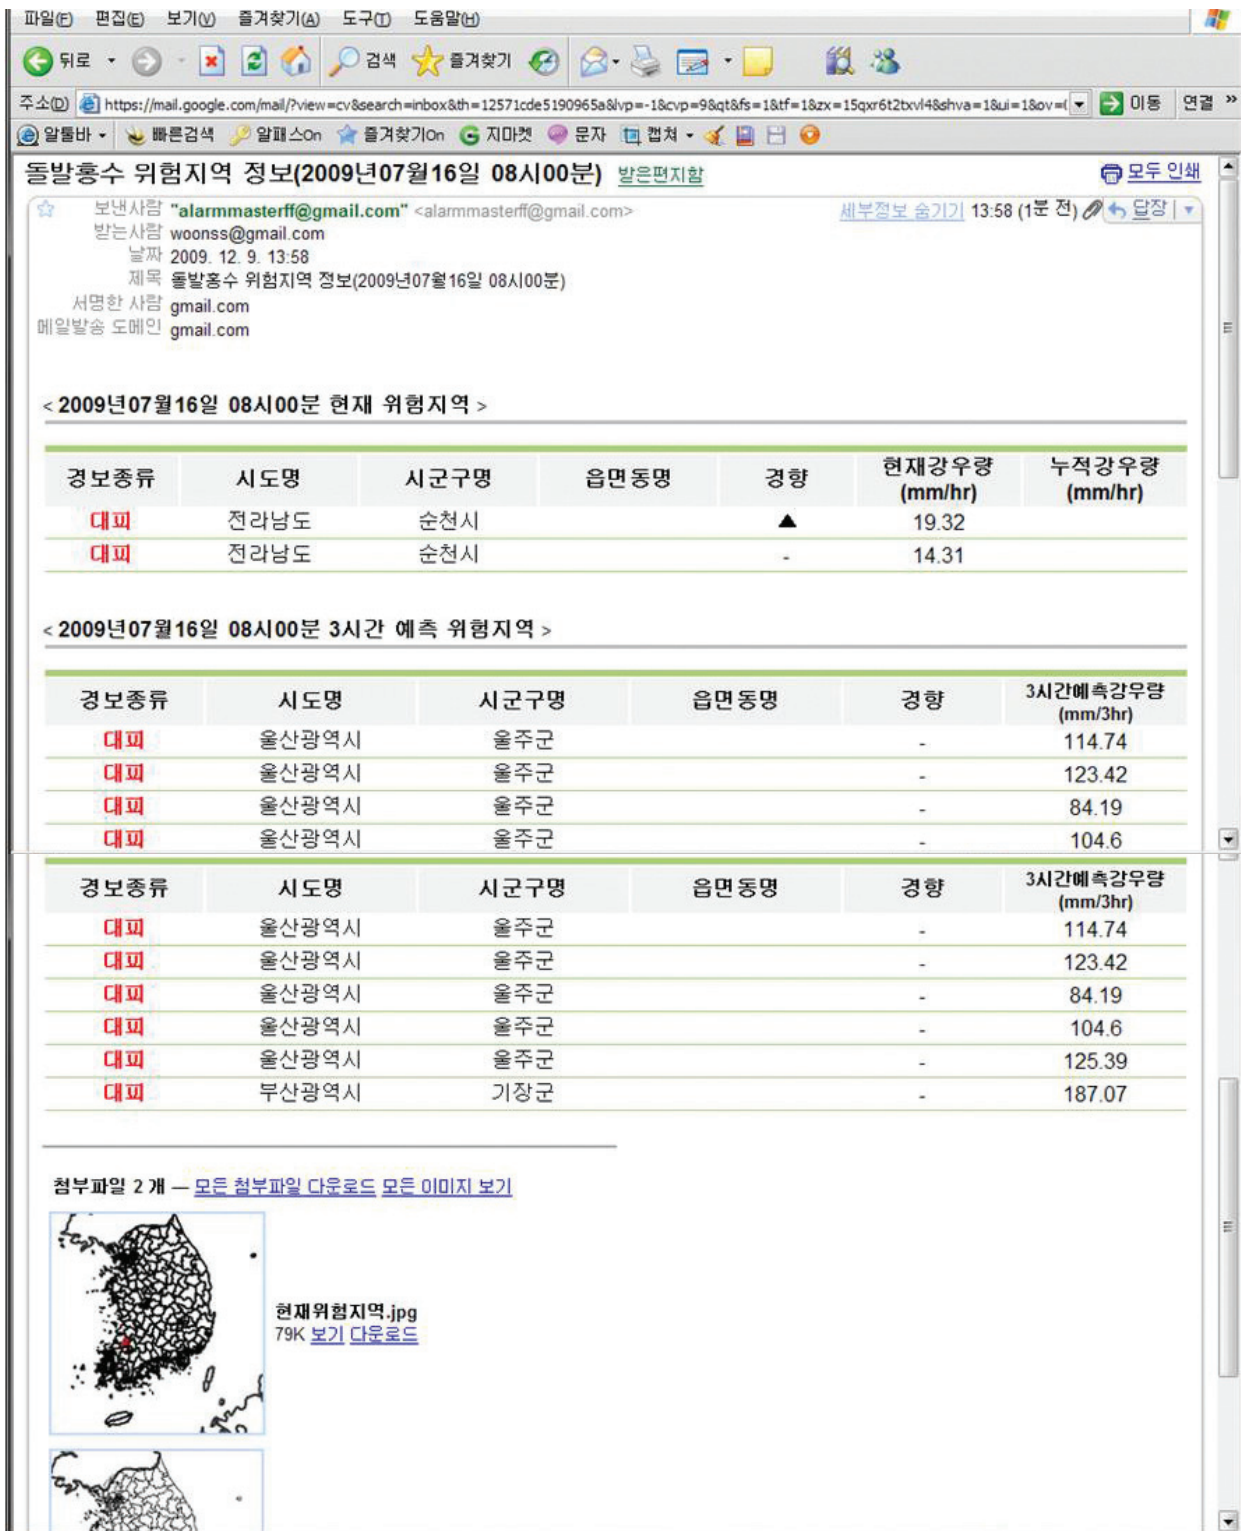 파일(F) 편집(E) 보기(V) 즐겨찾기(A) 도구(T) 도움말(H)
뒤로 검색 즐겨찾기
주소(D) https://mail.google.com/mail/?view=cv&search=inbox&th=12571cde5190965a&lvp=-1&cvp=9&qt&fs=1&tf=1&zx=15qxr6t2txvl4&shva=1&ui=1&ov=( 이동 연결 »
알툴바 빠른검색 알패스On 즐겨찾기On 지마켓 문자 캡쳐
돌발홍수 위험지역 정보(2009년07월16일 08시00분) 받은편지함 모두 인쇄
보낸사람 "alarmmasterff@gmail.com" <alarmmasterff@gmail.com> 세부정보 숨기기 13:58 (1분 전) 답장
받는사람 woonss@gmail.com
날짜 2009. 12. 9. 13:58
제목 돌발홍수 위험지역 정보(2009년07월16일 08시00분)
서명한 사람 gmail.com
메일발송 도메인 gmail.com
< 2009년07월16일 08시00분 현재 위험지역 >
경보종류 시도명 시군구명 읍면동명 경향 현재강우량 (mm/hr) 누적강우량 (mm/hr)
대피 전라남도 순천시 ▲ 19.32
대피 전라남도 순천시 - 14.31
< 2009년07월16일 08시00분 3시간 예측 위험지역 >
경보종류 시도명 시군구명 읍면동명 경향 3시간예측강우량 (mm/3hr)
대피 울산광역시 울주군 - 114.74
대피 울산광역시 울주군 - 123.42
대피 울산광역시 울주군 - 84.19
대피 울산광역시 울주군 - 104.6
경보종류 시도명 시군구명 읍면동명 경향 3시간예측강우량 (mm/3hr)
대피 울산광역시 울주군 - 114.74
대피 울산광역시 울주군 - 123.42
대피 울산광역시 울주군 - 84.19
대피 울산광역시 울주군 - 104.6
대피 울산광역시 울주군 - 125.39
대피 부산광역시 기장군 - 187.07
첨부파일 2 개 — 모든 첨부파일 다운로드 모든 이미지 보기
현재위험지역.jpg
79K 보기 다운로드